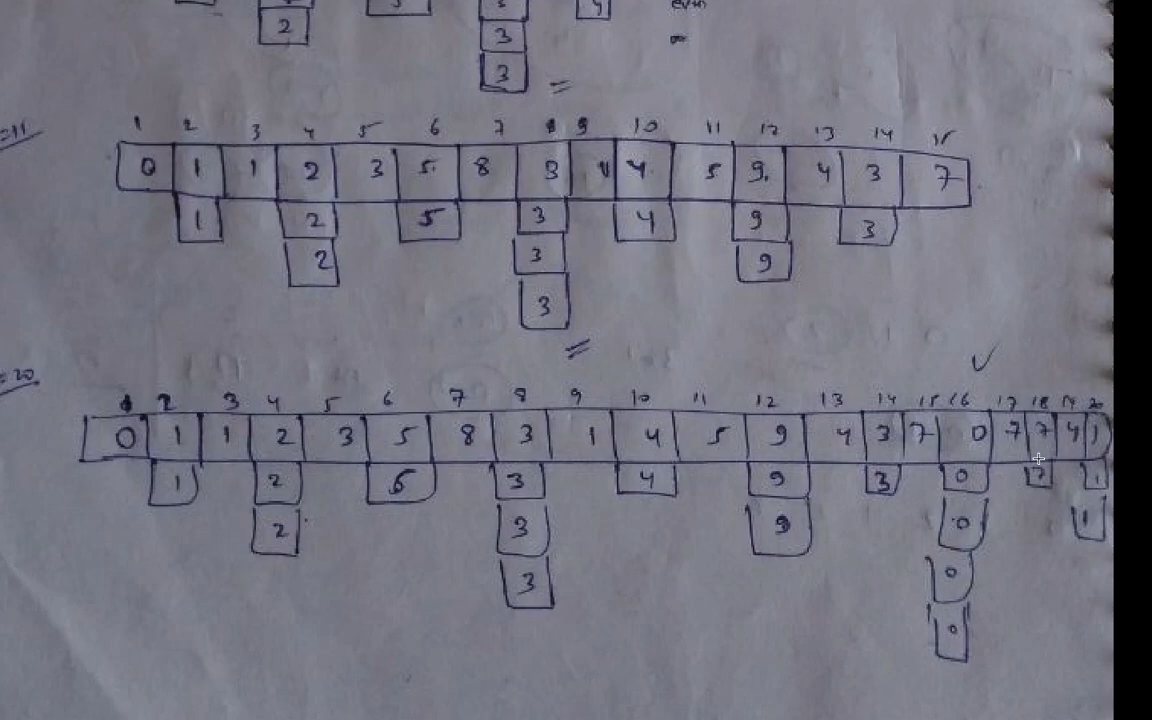 2
3
3
=11
1 2 3 4 5 6 7 8 9 10 11 12 13 14 15
0 1 1 2 3 5. 8 3 1 4. 5 9. 4 3 7
1 2 5 3 4 9 3
2 3 9
3
=20
1 2 3 4 5 6 7 8 9 10 11 12 13 14 15 16 17 18 19 20
0 1 1 2 3 5 8 3 1 4 5 9 4 3 7 0 7 7 4 1
1 2 5 3 4 9 3 0 7 1
2 3 9 0 1
3 0
0